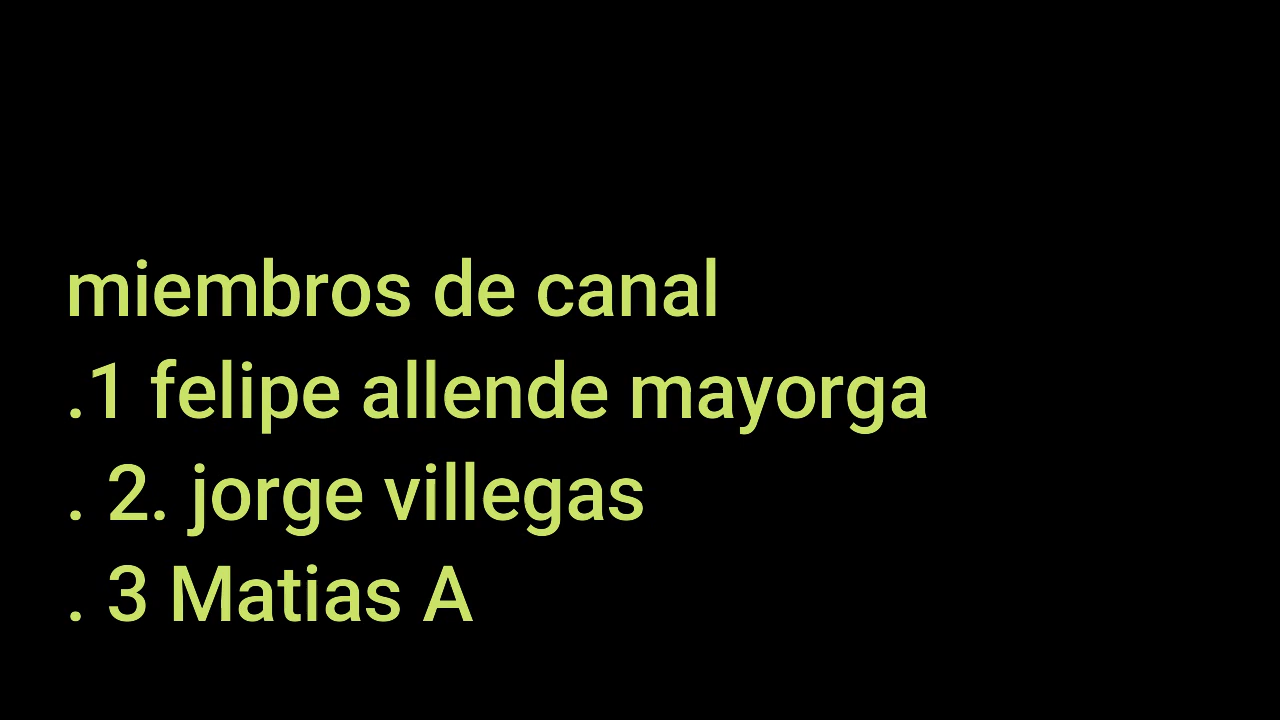 miembros de canal
.1 felipe allende mayorga
. 2. jorge villegas
. 3 Matias A